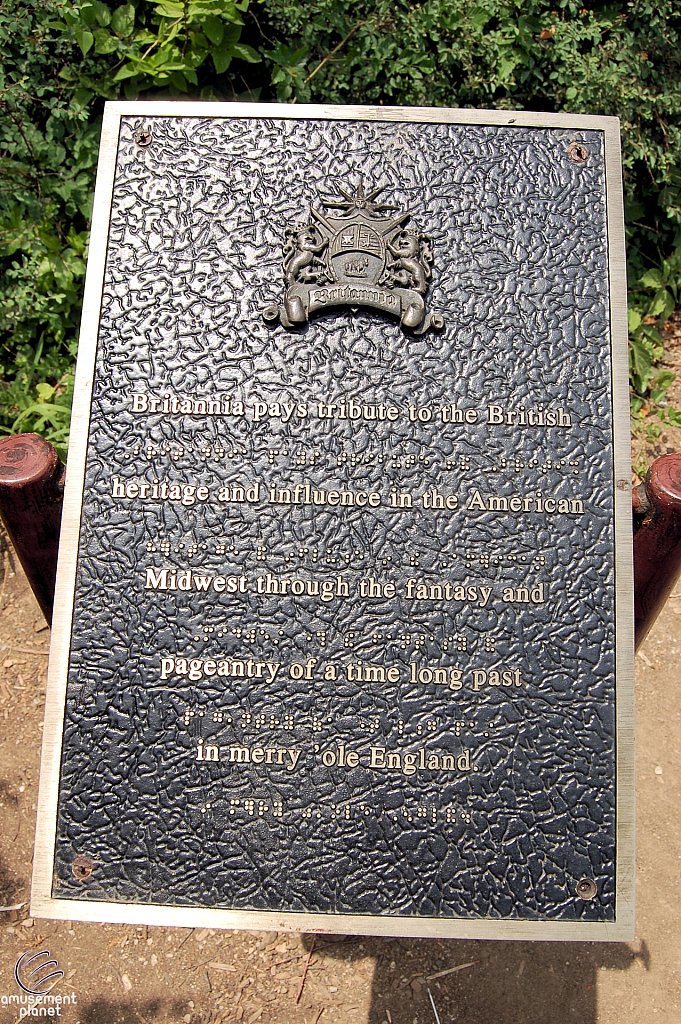 Britannia
Britannia pays tribute to the British
heritage and influence in the American
Midwest through the fantasy and
pageantry of a time long past
in merry 'ole England.
amusement
planet